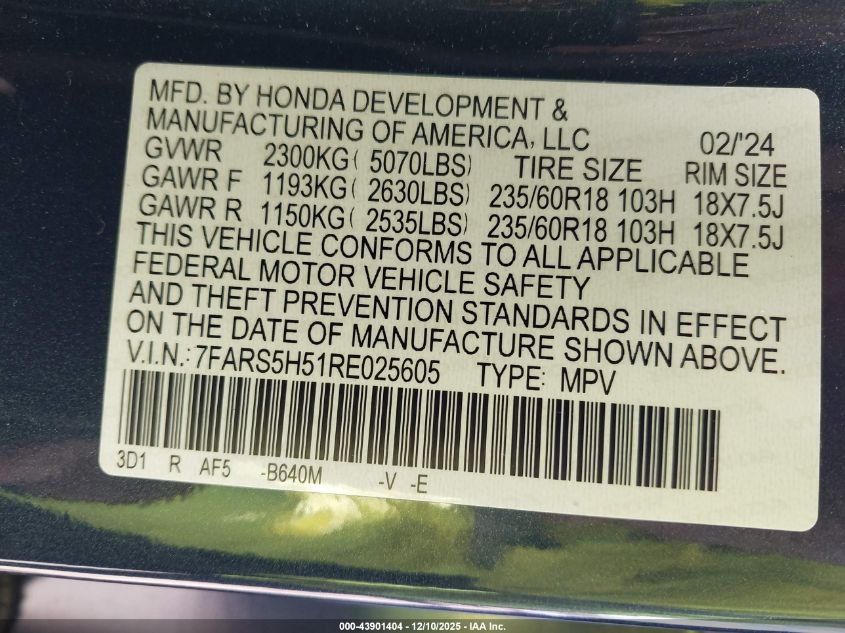 MFD. BY HONDA DEVELOPMENT &
MANUFACTURING OF AMERICA, LLC 02/'24
GVWR 2300KG( 5070LBS) TIRE SIZE RIM SIZE
GAWR F 1193KG( 2630LBS) 235/60R18 103H 18X7.5J
GAWR R 1150KG( 2535LBS) 235/60R18 103H 18X7.5J
THIS VEHICLE CONFORMS TO ALL APPLICABLE
FEDERAL MOTOR VEHICLE SAFETY
AND THEFT PREVENTION STANDARDS IN EFFECT
ON THE DATE OF MANUFACTURE SHOWN ABOVE.
V.I.N.: 7FARS5H51RE025605 TYPE: MPV
3D1 R AF5 -B640M -V -E
000-43901404 - 12/10/2025 - IAA Inc.